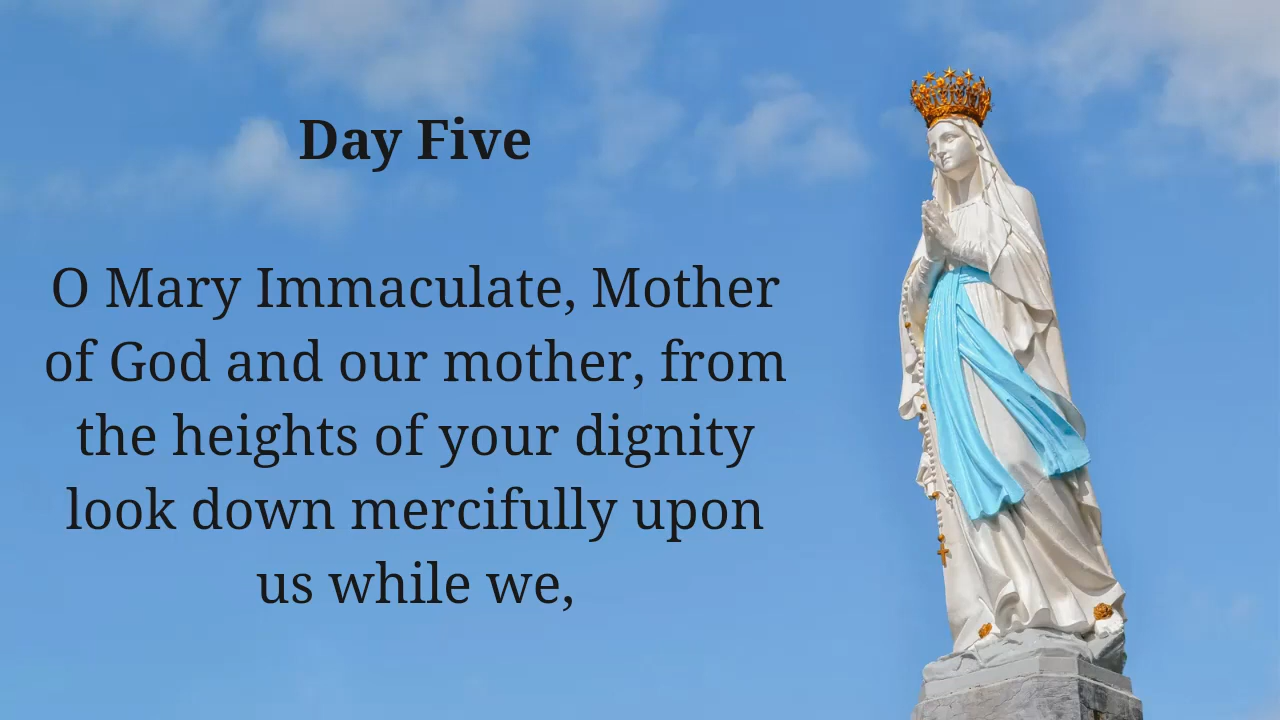 Day Five
O Mary Immaculate, Mother
of God and our mother, from
the heights of your dignity
look down mercifully upon
us while we,